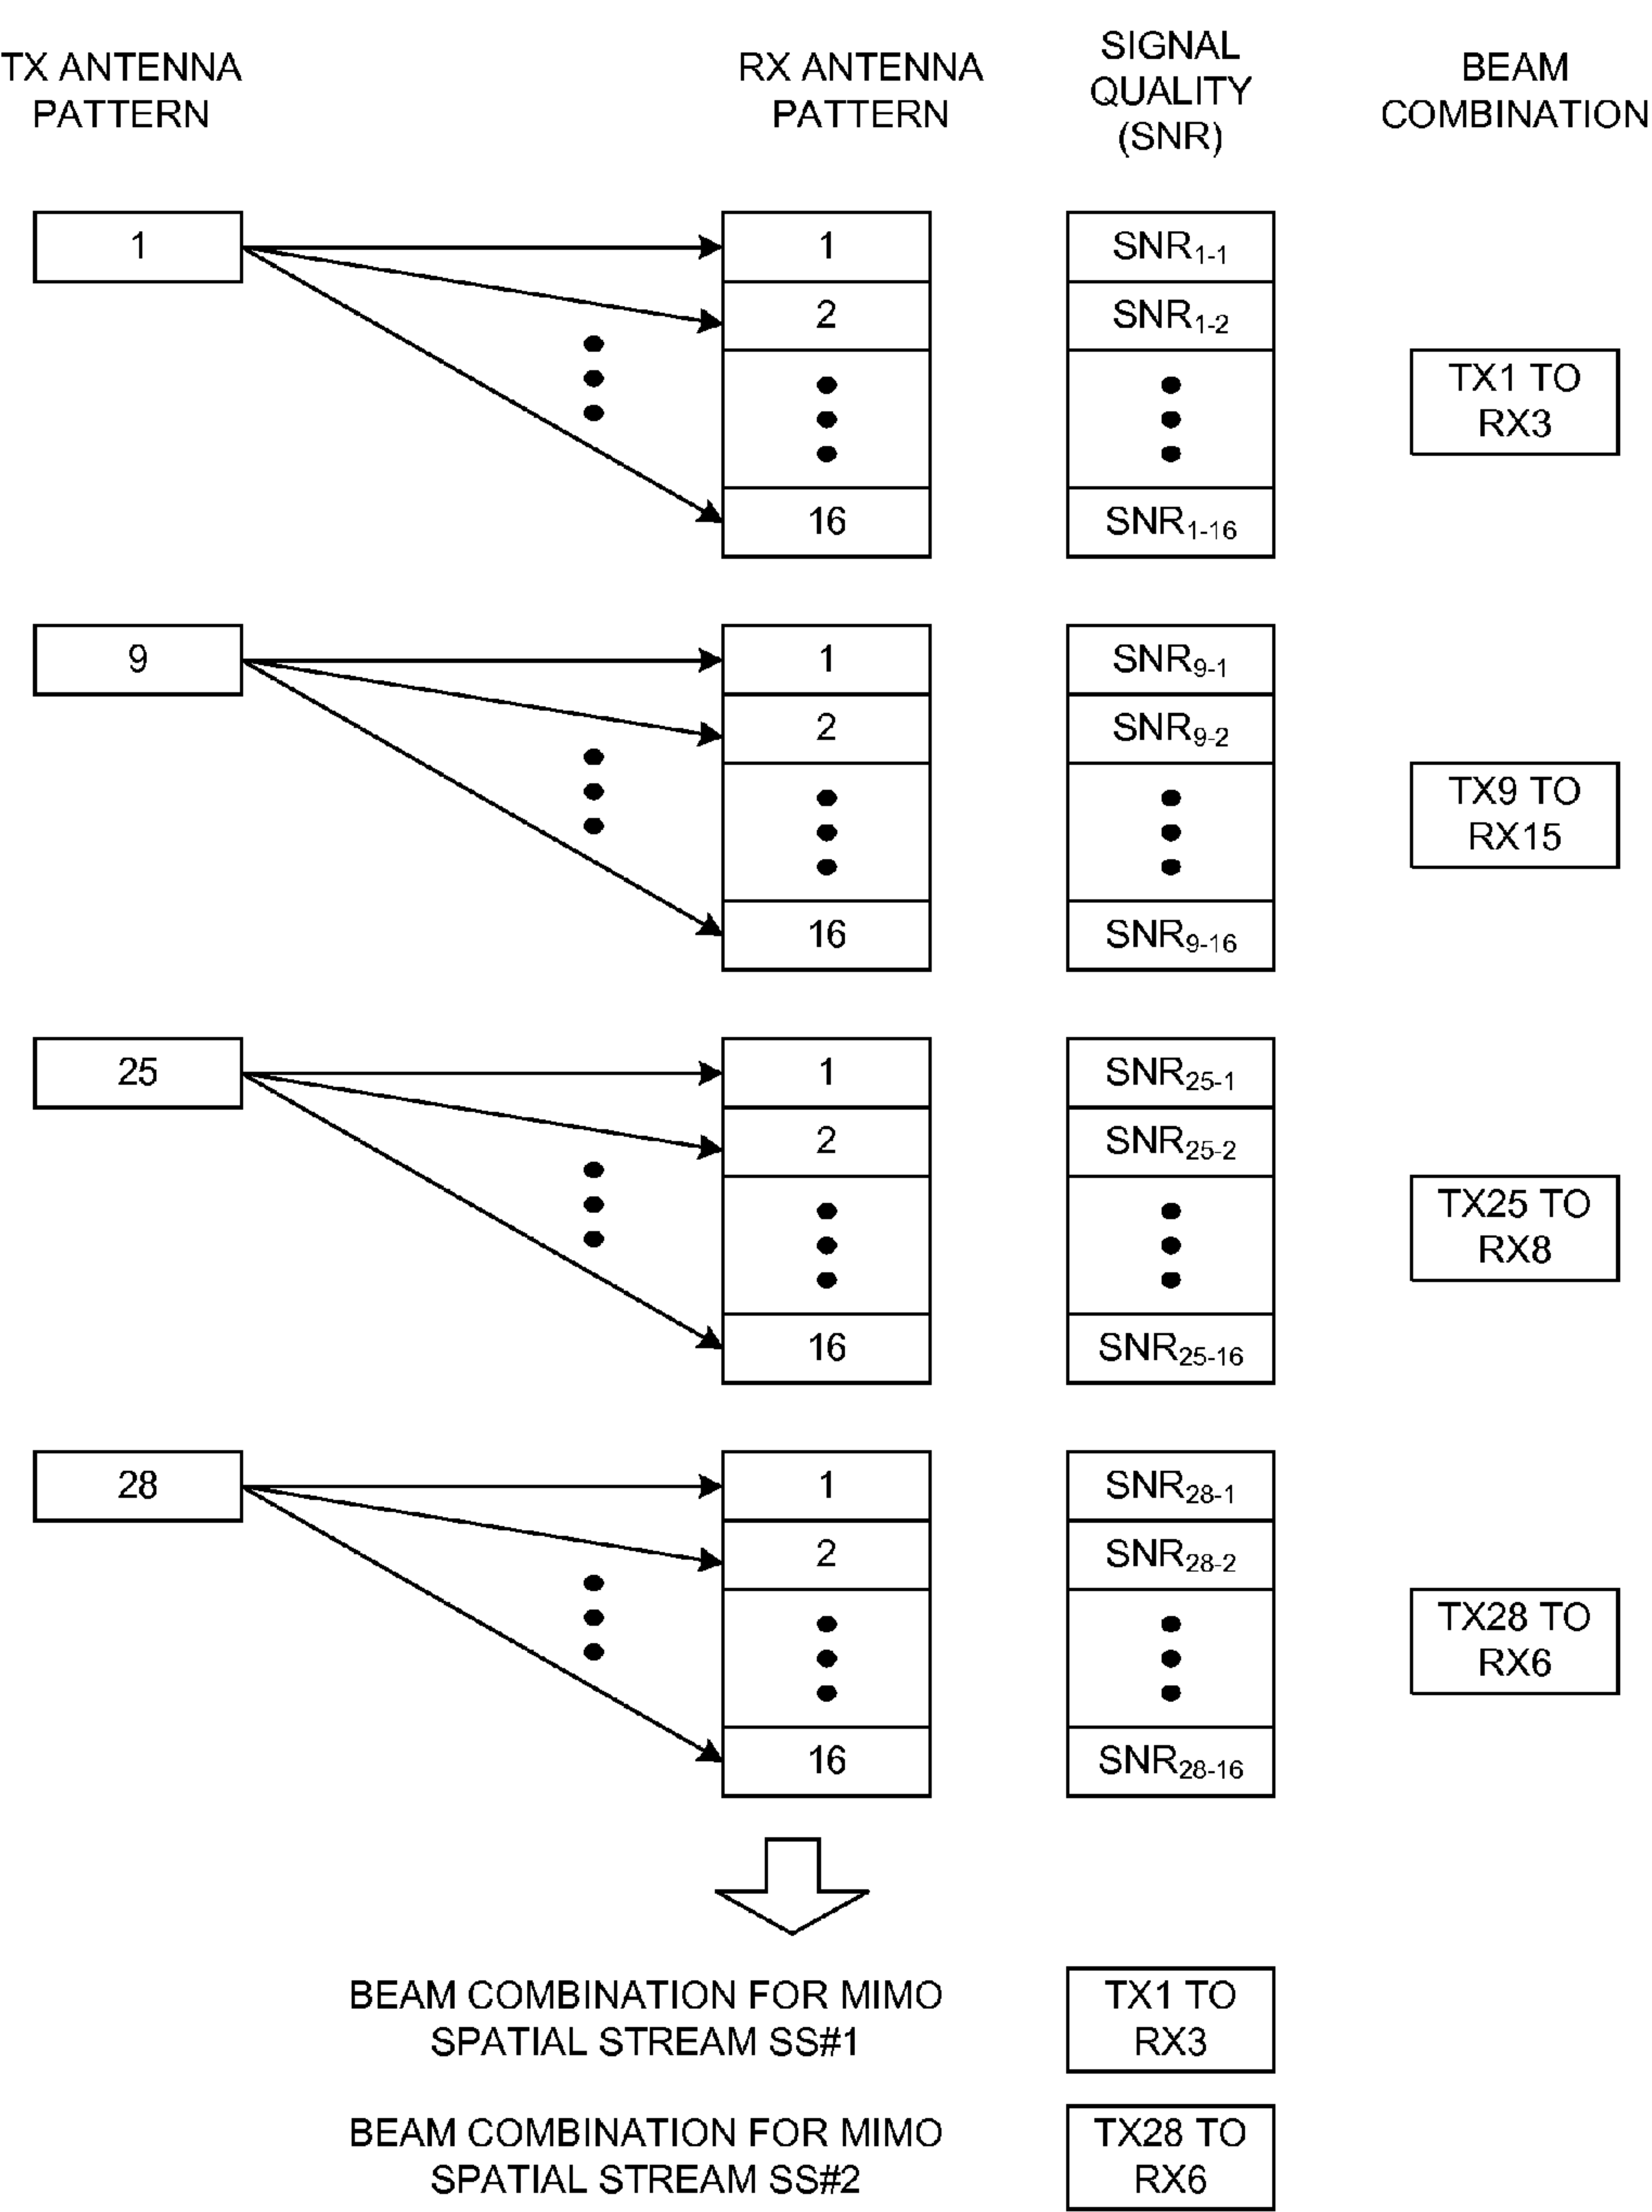 TX ANTENNA
PATTERN
RX ANTENNA
PATTERN
SIGNAL
QUALITY
(SNR)
BEAM
COMBINATION
1
1
SNR1-1
2
SNR1-2
TX1 TO
RX3
16
SNR1-16
9
1
SNR9-1
2
SNR9-2
TX9 TO
RX15
16
SNR9-16
25
1
SNR25-1
2
SNR25-2
TX25 TO
RX8
16
SNR25-16
28
1
SNR28-1
2
SNR28-2
TX28 TO
RX6
16
SNR28-16
BEAM COMBINATION FOR MIMO
SPATIAL STREAM SS#1
TX1 TO
RX3
BEAM COMBINATION FOR MIMO
SPATIAL STREAM SS#2
TX28 TO
RX6